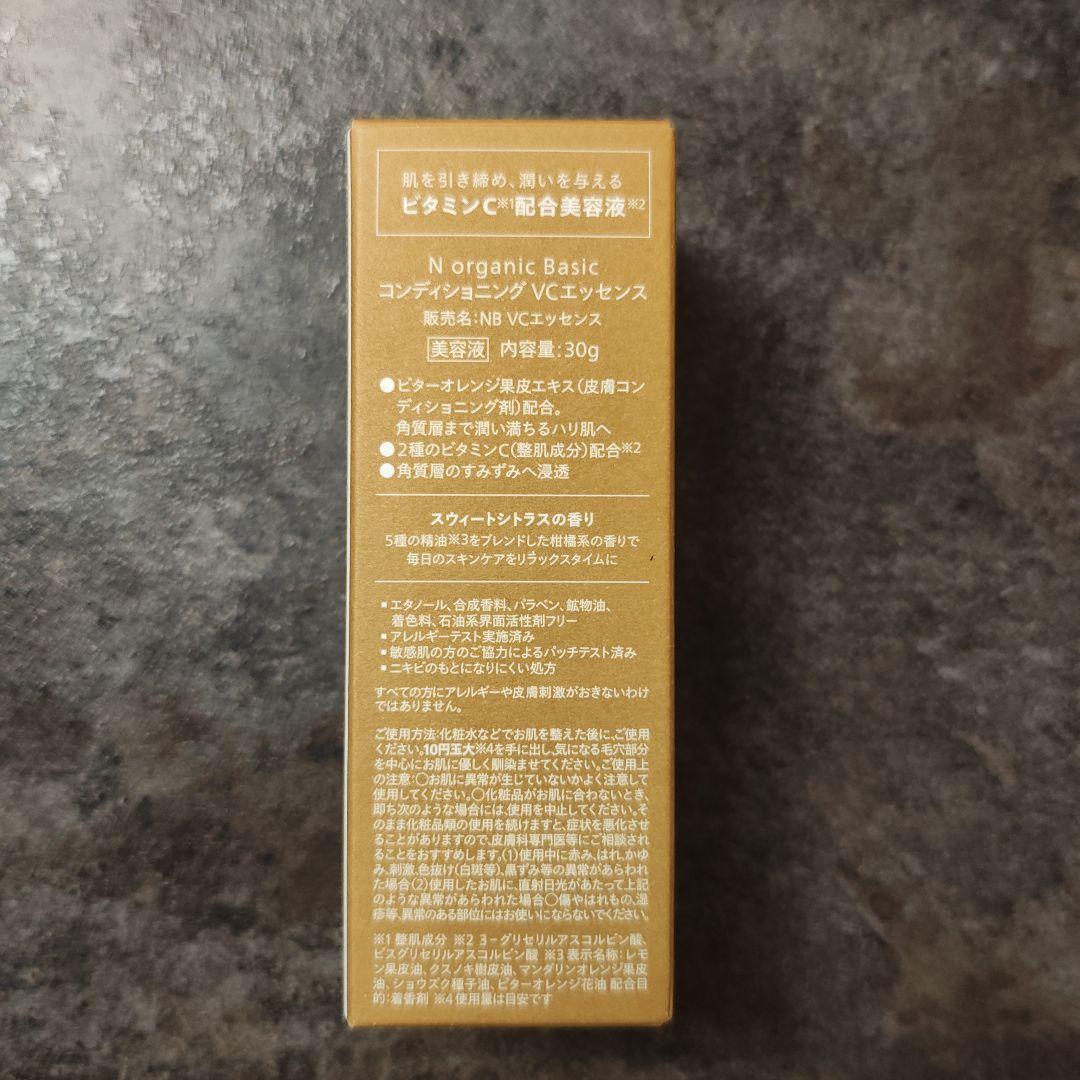 肌を引き締め、潤いを与える
ビタミンC※1配合美容液※2
N organic Basic
コンディショニング VCエッセンス
販売名:NB VCエッセンス
美容液 内容量:30g
●ビターオレンジ果皮エキス(皮膚コン
ディショニング剤)配合。
角質層まで潤い満ちるハリ肌へ
●2種のビタミンC(整肌成分)配合※2
●角質層のすみずみへ浸透
スウィートシトラスの香り
5種の精油※3をブレンドした柑橘系の香りで
毎日のスキンケアをリラックスタイムに
▪エタノール、合成香料、パラベン、鉱物油、
着色料、石油系界面活性剤フリー
▪アレルギーテスト実施済み
▪敏感肌の方のご協力によるパッチテスト済み
▪ニキビのもとになりにくい処方
すべての方にアレルギーや皮膚刺激がおきないわけ
ではありません。
ご使用方法:化粧水などでお肌を整えた後に、ご使用
ください。10円玉大※4を手に出し、気になる毛穴部分
を中心にお肌に優しく馴染ませてください。ご使用上
の注意:〇お肌に異常が生じていないかよく注意して
使用してください。〇化粧品がお肌に合わないとき、
即ち次のような場合には、使用を中止してください。そ
のまま化粧品類の使用を続けますと、症状を悪化させ
ることがありますので、皮膚科専門医等にご相談され
ることをおすすめします。(1)使用中に赤み、はれ、かゆ
み、刺激、色抜け(白斑等)、黒ずみ等の異常があらわれ
た場合(2)使用したお肌に、直射日光があたって上記
のような異常があらわれた場合〇傷やはれもの、湿
疹等、異常のある部位にはお使いにならないでください。
※1 整肌成分 ※2 3-グリセリルアスコルビン酸、
ビスグリセリルアスコルビン酸 ※3 表示名称:レモ
ン果皮油、クスノキ樹皮油、マンダリンオレンジ果皮
油、ショウズク種子油、ビターオレンジ花油 配合目
的:着香剤 ※4 使用量は目安です